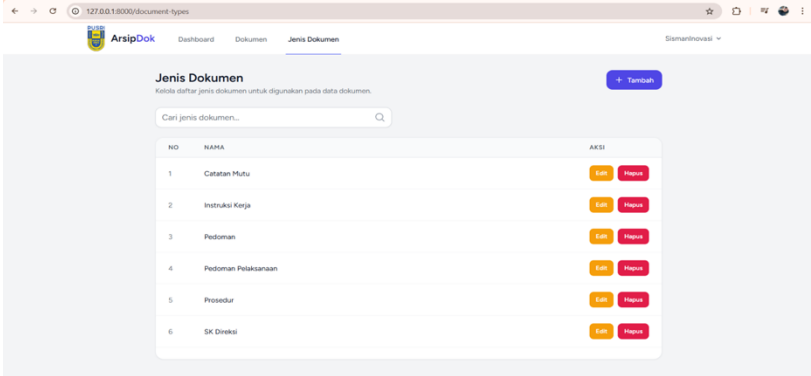 127.0.0.1:8000/document-types
PUSRI
ArsipDok Dashboard Dokumen Jenis Dokumen SismanInovasi
Jenis Dokumen
+ Tambah
Kelola daftar jenis dokumen untuk digunakan pada data dokumen.
Cari jenis dokumen...
NO NAMA AKSI
1 Catatan Mutu Edit Hapus
2 Instruksi Kerja Edit Hapus
3 Pedoman Edit Hapus
4 Pedoman Pelaksanaan Edit Hapus
5 Prosedur Edit Hapus
6 SK Direksi Edit Hapus